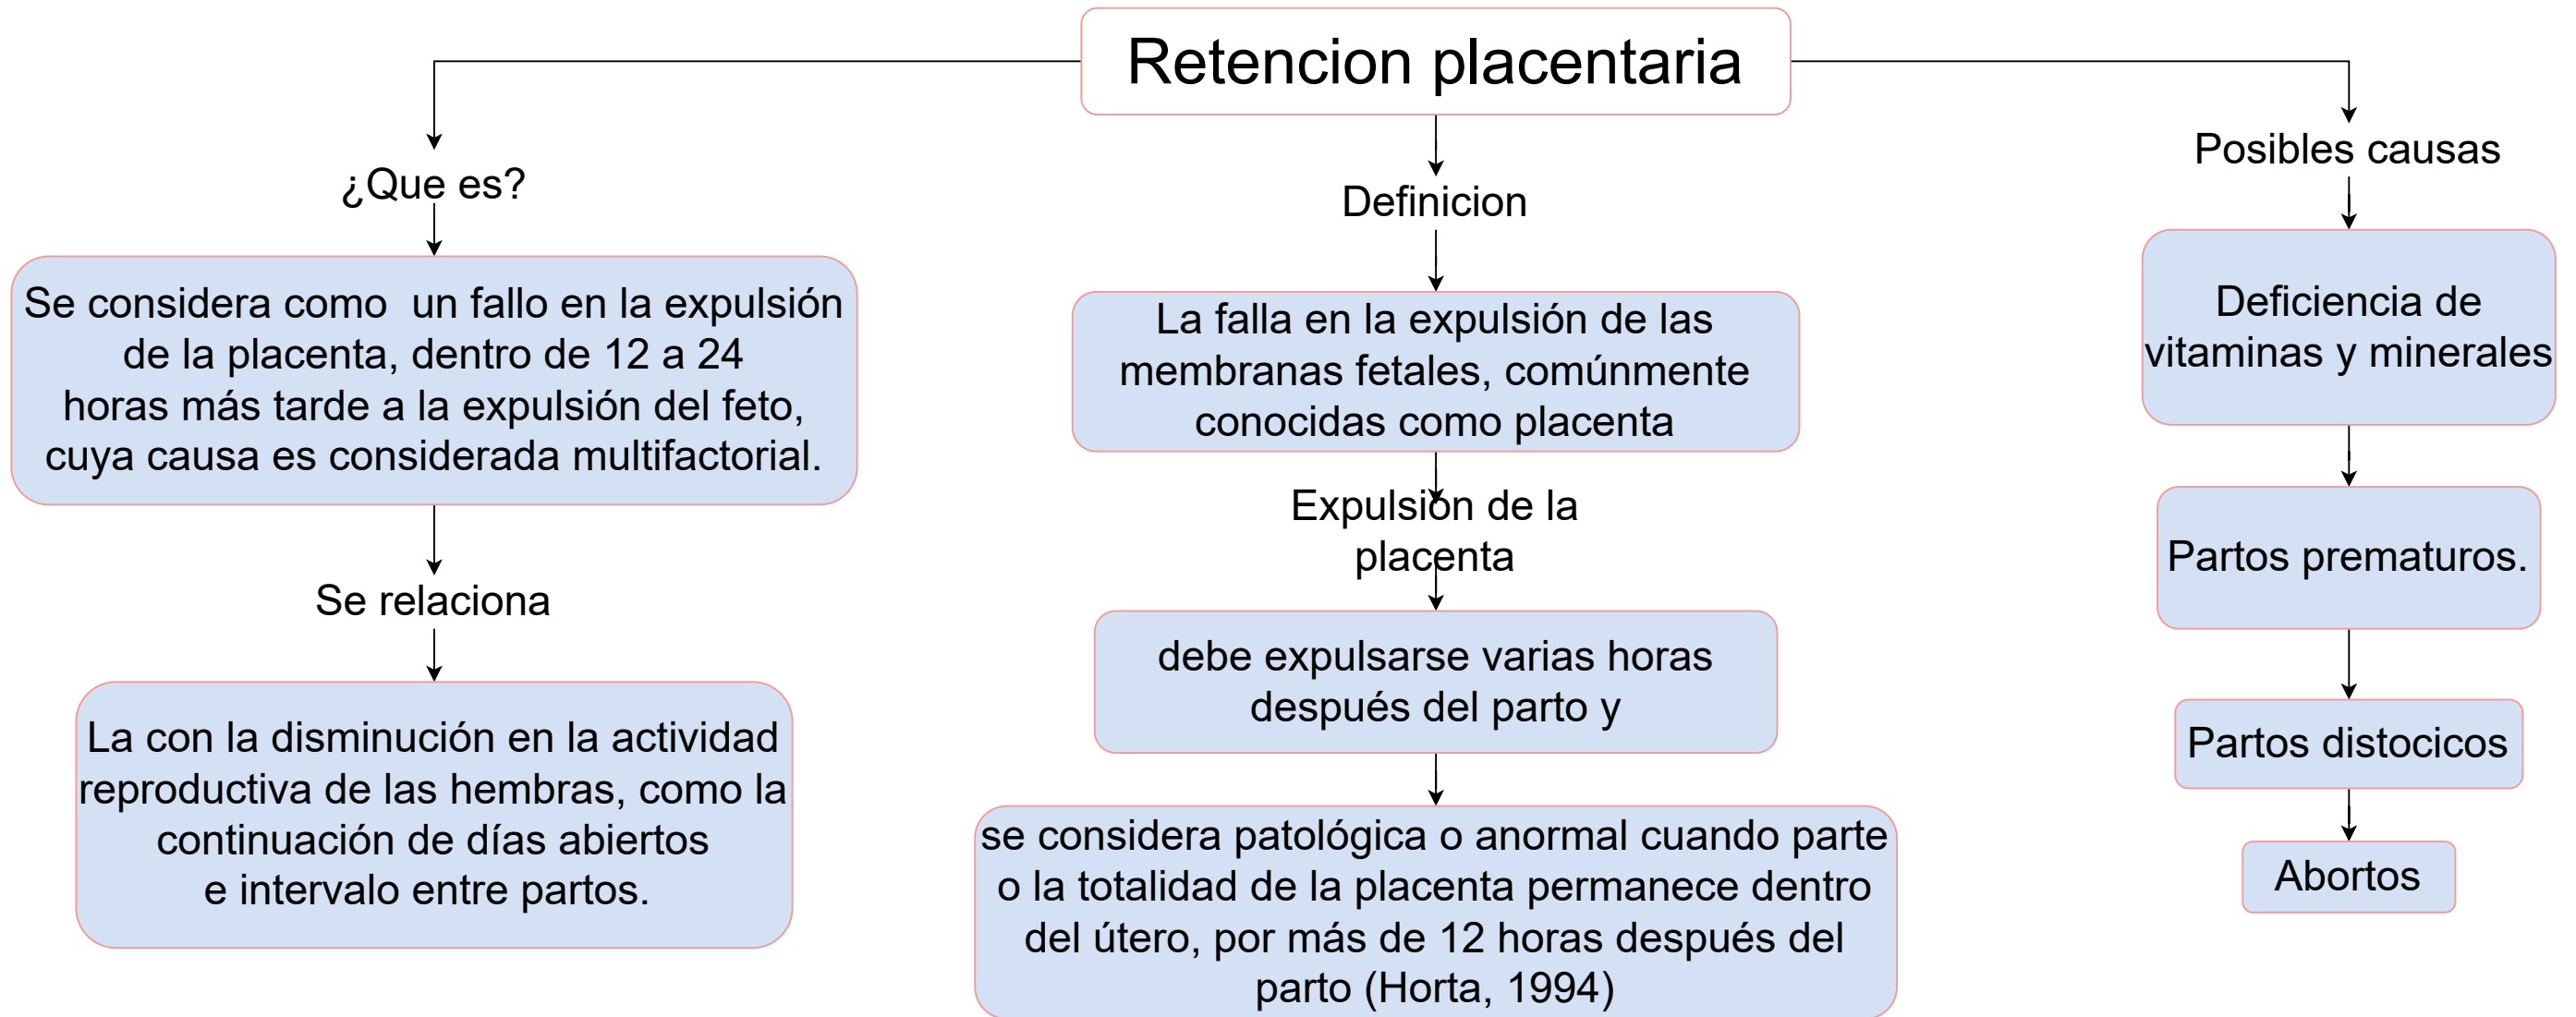 Retencion placentaria
¿Que es?
Se considera como  un fallo en la expulsión
de la placenta, dentro de 12 a 24
horas más tarde a la expulsión del feto,
cuya causa es considerada multifactorial.
Se relaciona
La con la disminución en la actividad
reproductiva de las hembras, como la
continuación de días abiertos
e intervalo entre partos.
Definicion
La falla en la expulsión de las
membranas fetales, comúnmente
conocidas como placenta
Expulsion de la
placenta
debe expulsarse varias horas
después del parto y
se considera patológica o anormal cuando parte
o la totalidad de la placenta permanece dentro
del útero, por más de 12 horas después del
parto (Horta, 1994)
Posibles causas
Deficiencia de
vitaminas y minerales
Partos prematuros.
Partos distocicos
Abortos